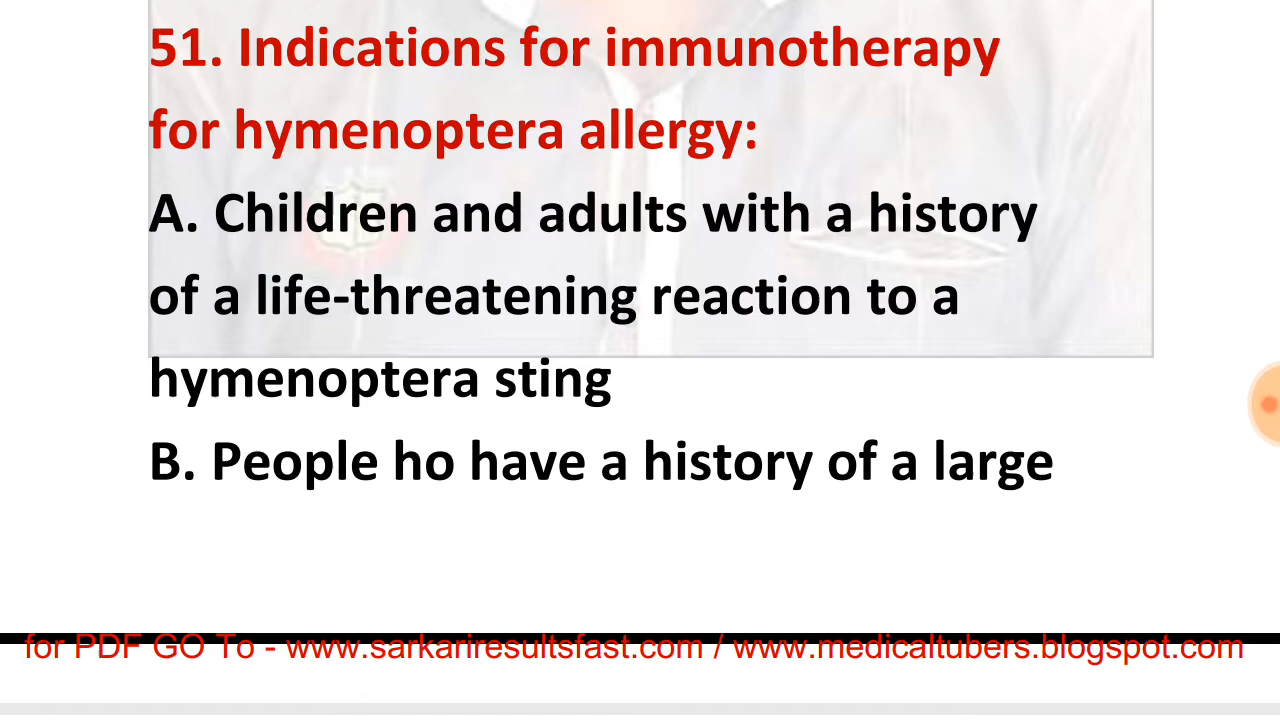 51. Indications for immunotherapy
for hymenoptera allergy:
A. Children and adults with a history
of a life-threatening reaction to a
hymenoptera sting
B. People ho have a history of a large
for PDF GO To - www.sarkariresultsfast.com / www.medicaltubers.blogspot.com